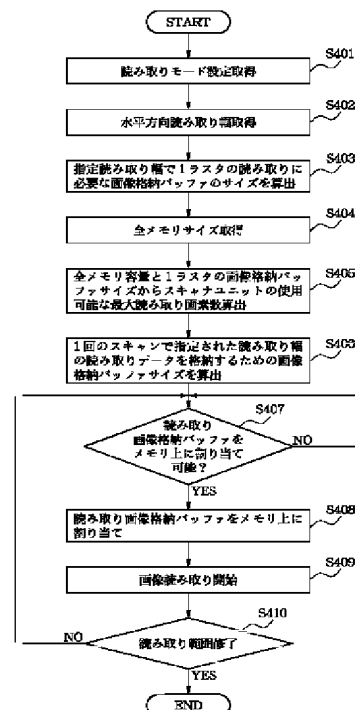 START
S401
読み取りモード設定取得
S402
水平方向読み取り幅取得
S403
指定読み取り幅で１ラスタの読み取りに
必要な画像格納バッファのサイズを算出
S404
全メモリサイズ取得
S405
全メモリ容量と１ラスタの画像格納バッ
ファサイズからスキャナユニットの使用
可能な最大読み取り画素数算出
S403
１回のスキャンで指定された読み取り幅
の読み取りデータを格納するための画像
格納バッファサイズを算出
S407
読み取り
画像格納バッファを
メモリ上に割り当て
可能？
NO
YES
S408
読み取り画像格納バッファをメモリ上に
割り当て
S409
画像読み取り開始
S410
NO
読み取り範囲修了
YES
END